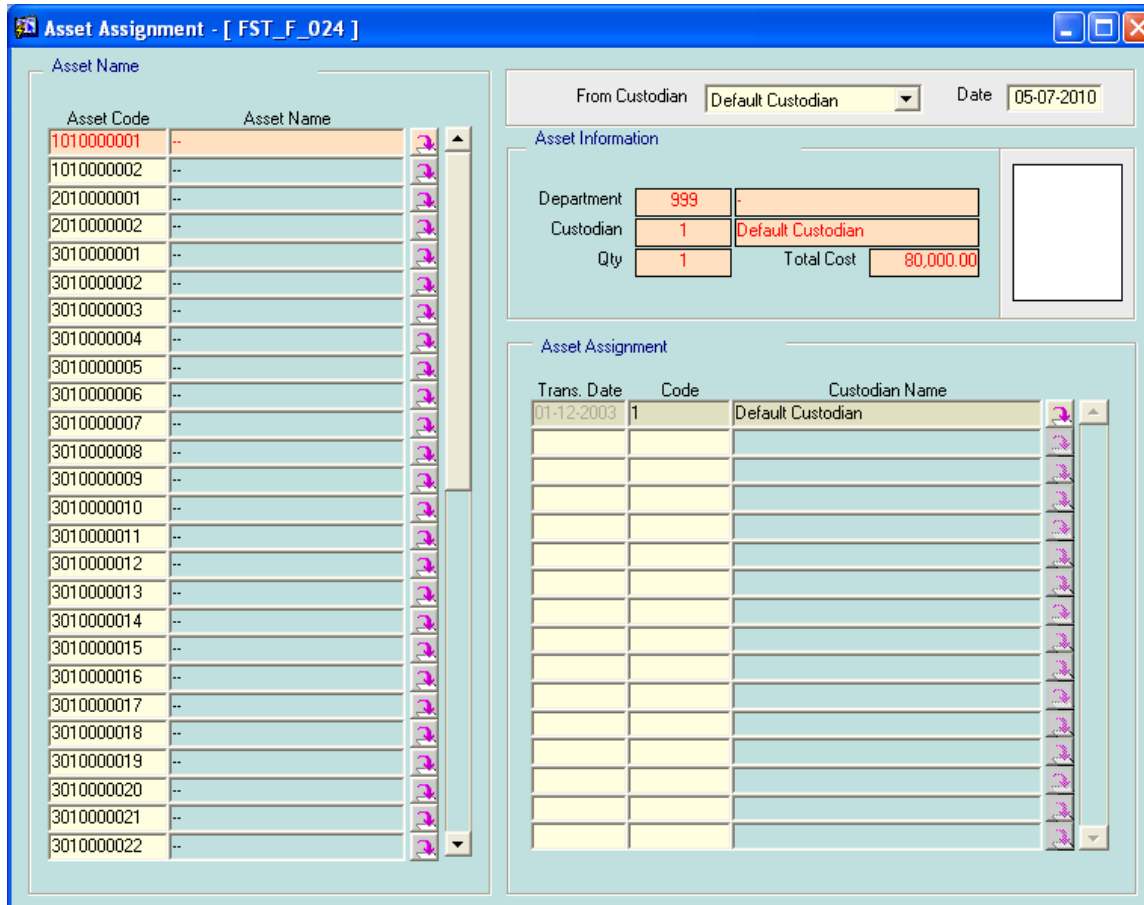 Asset Assignment - [ FST_F_024 ]
Asset Name
Asset Code Asset Name
1010000001 --
1010000002 --
2010000001 --
2010000002 --
3010000001 --
3010000002 --
3010000003 --
3010000004 --
3010000005 --
3010000006 --
3010000007 --
3010000008 --
3010000009 --
3010000010 --
3010000011 --
3010000012 --
3010000013 --
3010000014 --
3010000015 --
3010000016 --
3010000017 --
3010000018 --
3010000019 --
3010000020 --
3010000021 --
3010000022 --
From Custodian Default Custodian Date 05-07-2010
Asset Information
Department 999 -
Custodian 1 Default Custodian
Qty 1 Total Cost 80,000.00
Asset Assignment
Trans. Date Code Custodian Name
01-12-2003 1 Default Custodian